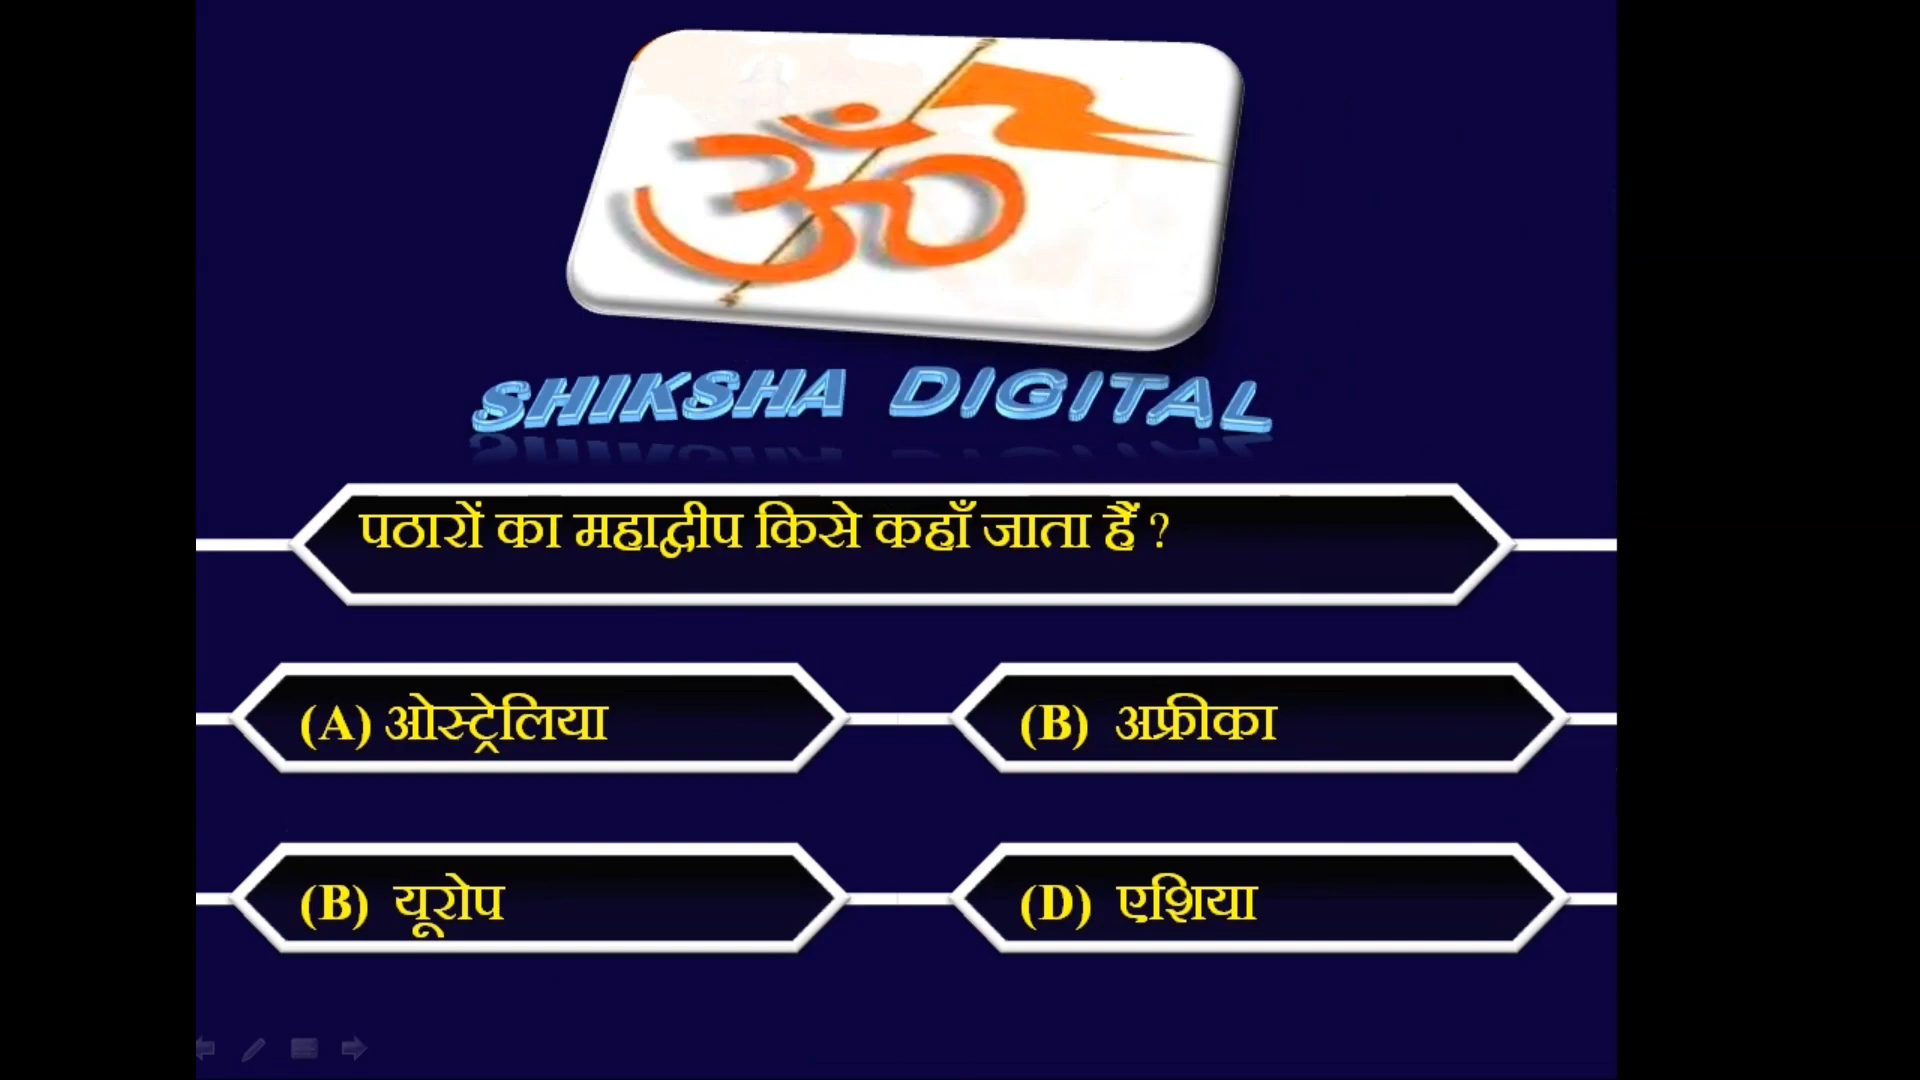 ॐ
SHIKSHA DIGITAL
पठारों का महाद्वीप किसे कहाँ जाता हैं ?
(A) ओस्ट्रेलिया
(B) अफ्रीका
(B) यूरोप
(D) एशिया